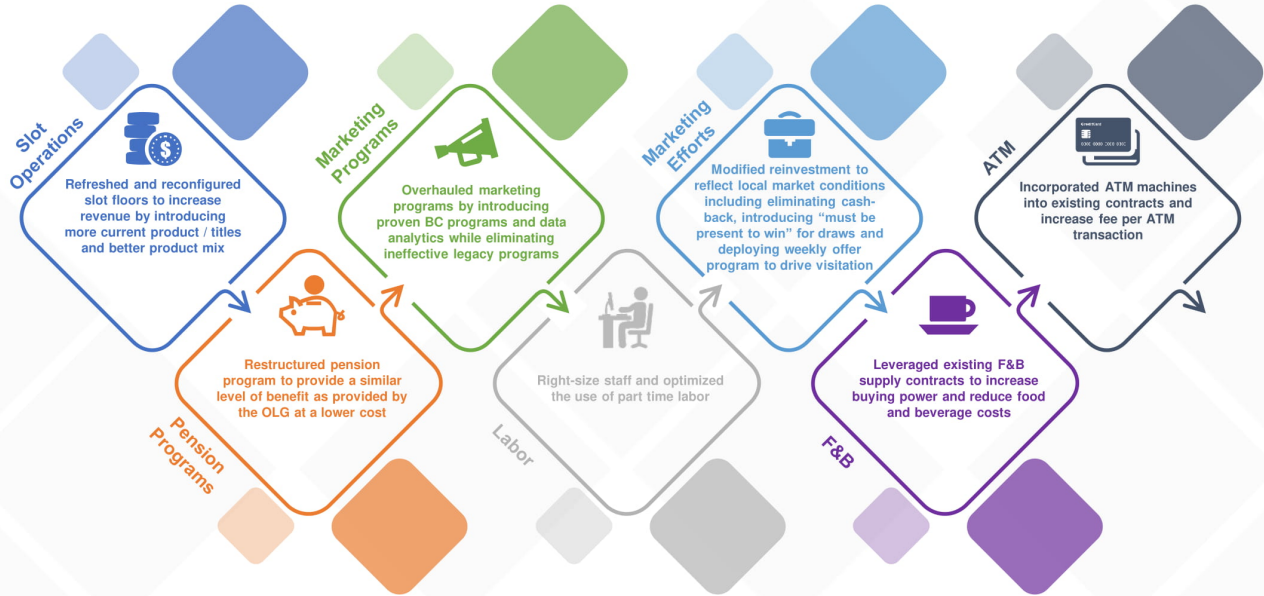 Slot
Operations
Refreshed and reconfigured
slot floors to increase
revenue by introducing
more current product / titles
and better product mix
Restructured pension
program to provide a similar
level of benefit as provided by
the OLG at a lower cost
Pension
Programs
Marketing
Programs
Overhauled marketing
programs by introducing
proven BC programs and data
analytics while eliminating
ineffective legacy programs
Right-size staff and optimized
the use of part time labor
Labor
Marketing
Efforts
Modified reinvestment to
reflect local market conditions
including eliminating cash-
back, introducing “must be
present to win” for draws and
deploying weekly offer
program to drive visitation
Leveraged existing F&B
supply contracts to increase
buying power and reduce food
and beverage costs
F&B
ATM
Incorporated ATM machines
into existing contracts and
increase fee per ATM
transaction